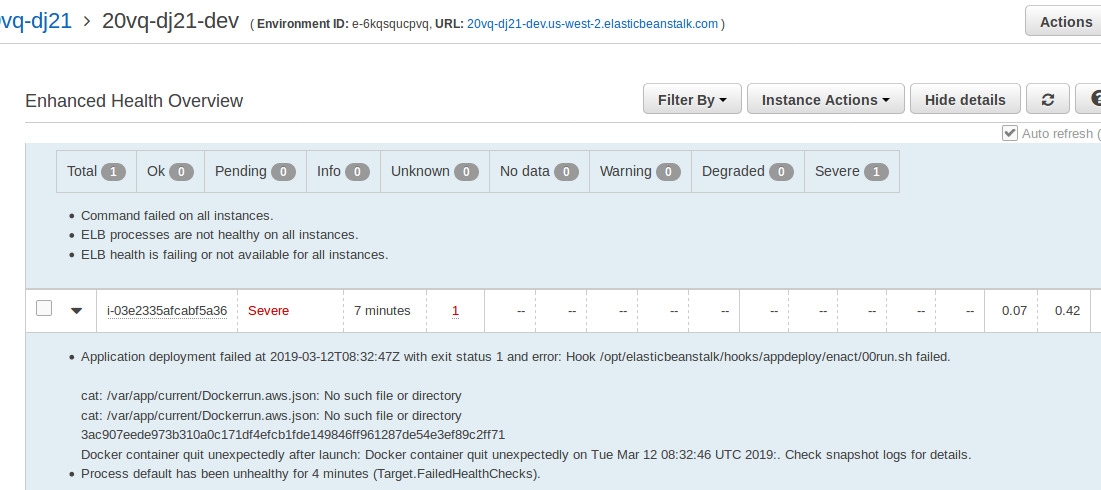 vq-dj21 > 20vq-dj21-dev ( Environment ID: e-6kqsqucpvq, URL: 20vq-dj21-dev.us-west-2.elasticbeanstalk.com )
Actions
Enhanced Health Overview
Filter By Instance Actions Hide details
Auto refresh (
Total 1 Ok 0 Pending 0 Info 0 Unknown 0 No data 0 Warning 0 Degraded 0 Severe 1
• Command failed on all instances.
• ELB processes are not healthy on all instances.
• ELB health is failing or not available for all instances.
i-03e2335afcabf5a36 Severe 7 minutes 1 -- -- -- -- -- -- -- -- -- -- 0.07 0.42
• Application deployment failed at 2019-03-12T08:32:47Z with exit status 1 and error: Hook /opt/elasticbeanstalk/hooks/appdeploy/enact/00run.sh failed.
cat: /var/app/current/Dockerrun.aws.json: No such file or directory
cat: /var/app/current/Dockerrun.aws.json: No such file or directory
3ac907eede973b310a0c171df4efcb1fde149846ff961287de54e3ef89c2ff71
Docker container quit unexpectedly after launch: Docker container quit unexpectedly on Tue Mar 12 08:32:46 UTC 2019:. Check snapshot logs for details.
• Process default has been unhealthy for 4 minutes (Target.FailedHealthChecks).